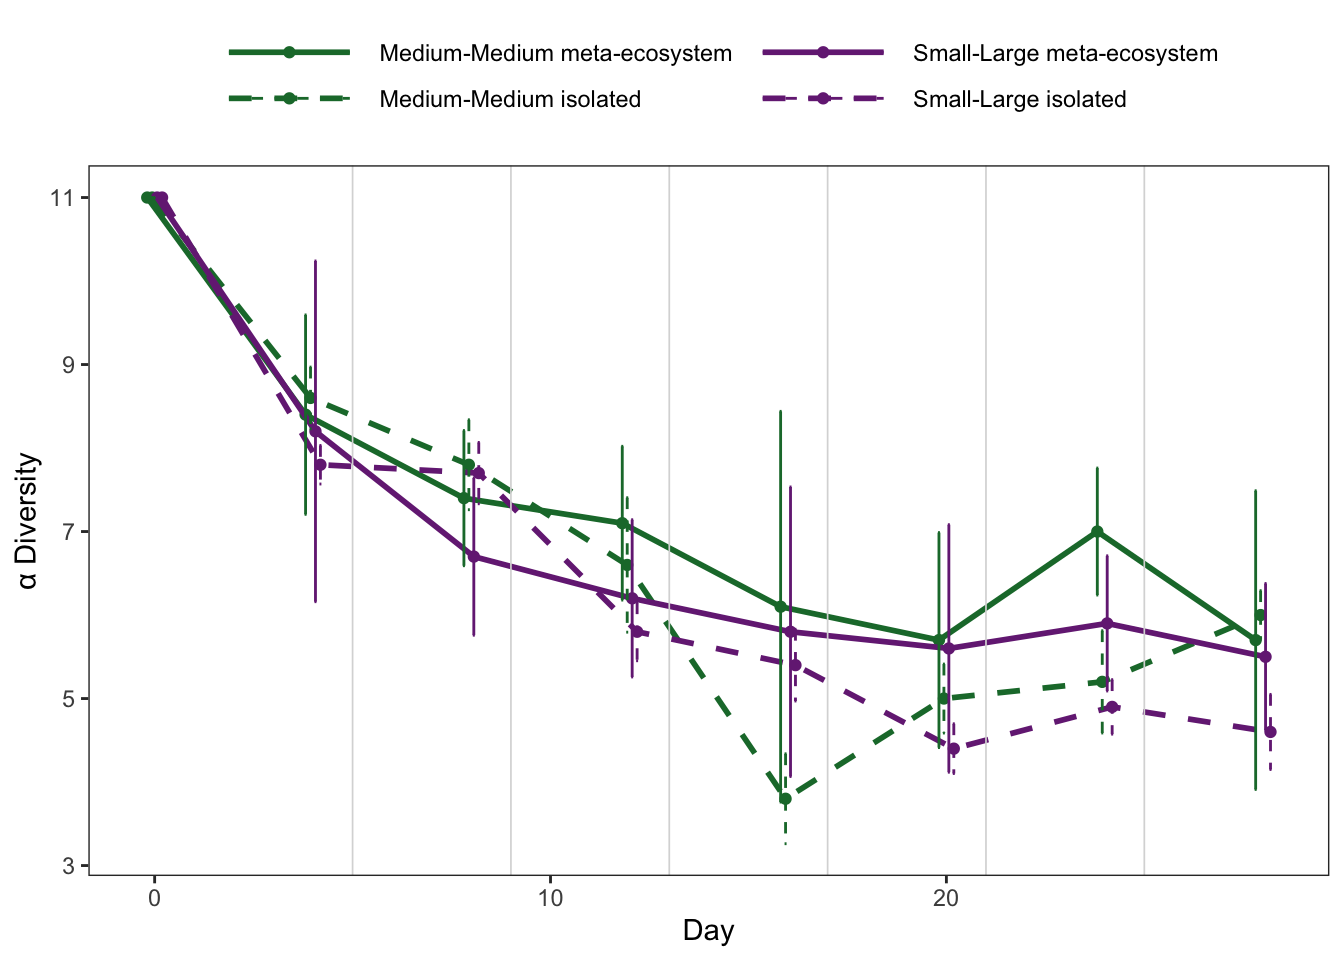 Medium-Medium meta-ecosystem
Small-Large meta-ecosystem
Medium-Medium isolated
Small-Large isolated
11
9
7
5
3
α Diversity
0
10
20
Day